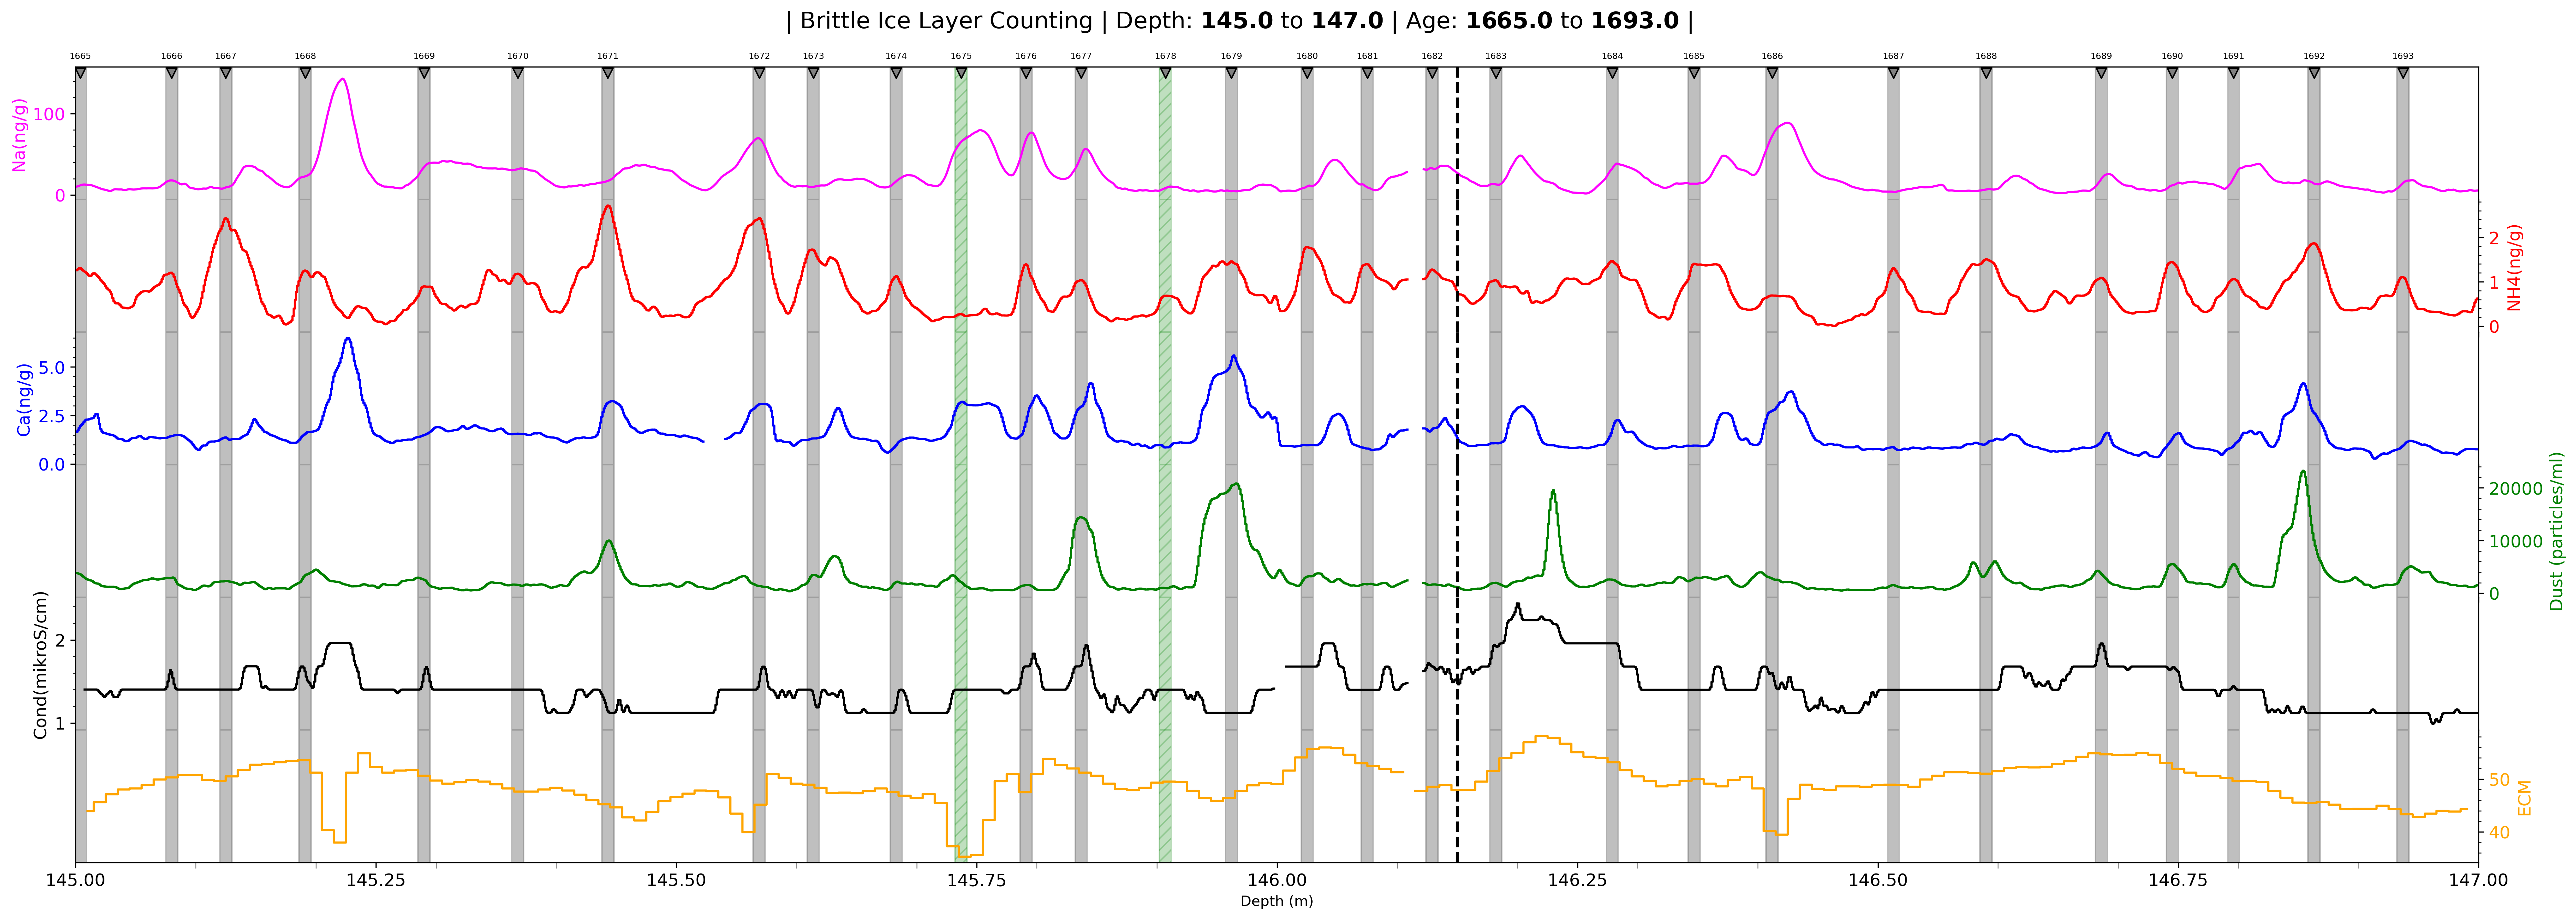 | Brittle Ice Layer Counting | Depth: 145.0 to 147.0 | Age: 1665.0 to 1693.0 |
1665 1666 1667 1668 1669 1670 1671 1672 1673 1674 1675 1676 1677 1678 1679 1680 1681 1682 1683 1684 1685 1686 1687 1688 1689 1690 1691 1692 1693
Na(ng/g)
100
0
2
1
0
NH4(ng/g)
Ca(ng/g)
5.0
2.5
0.0
20000
10000
0
Dust (particles/ml)
Cond(mikroS/cm)
2
1
50
40
ECM
145.00 145.25 145.50 145.75 146.00 146.25 146.50 146.75 147.00
Depth (m)